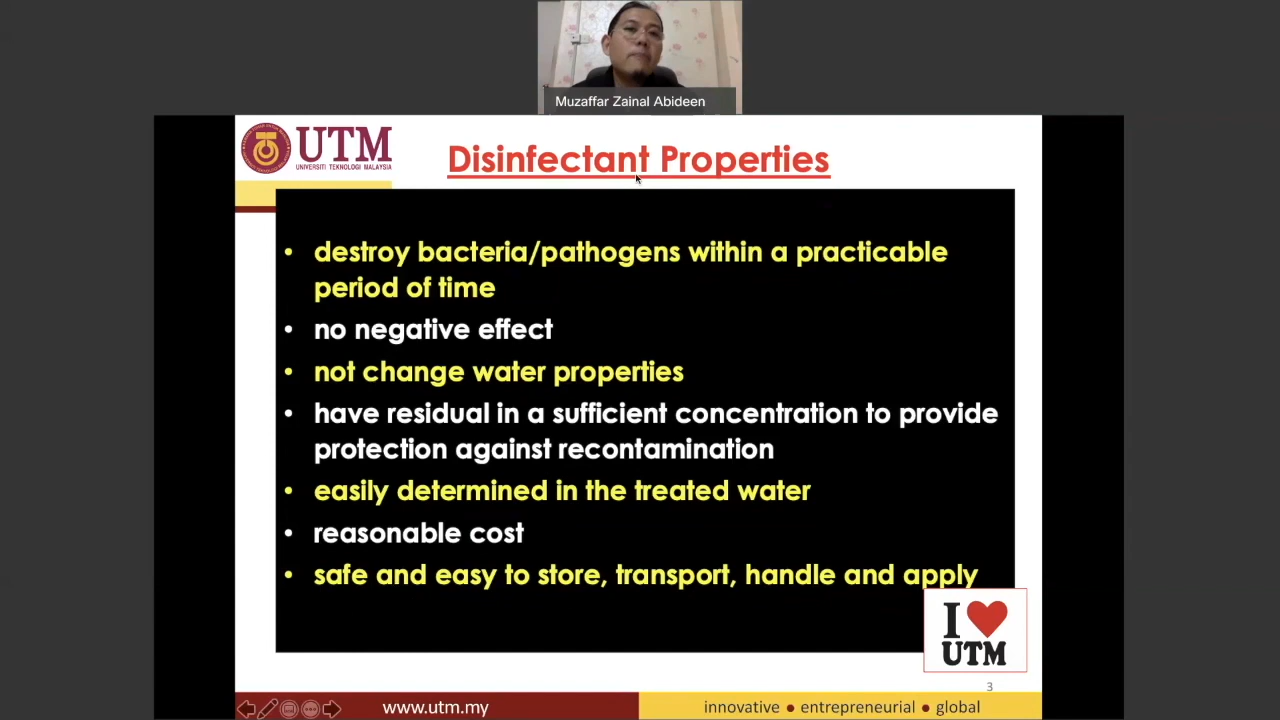 Muzaffar Zainal Abideen
UTM
UNIVERSITI TEKNOLOGI MALAYSIA
Disinfectant Properties
• destroy bacteria/pathogens within a practicable
period of time
• no negative effect
• not change water properties
• have residual in a sufficient concentration to provide
protection against recontamination
• easily determined in the treated water
• reasonable cost
• safe and easy to store, transport, handle and apply
I ❤ UTM
3
www.utm.my
innovative ● entrepreneurial ● global